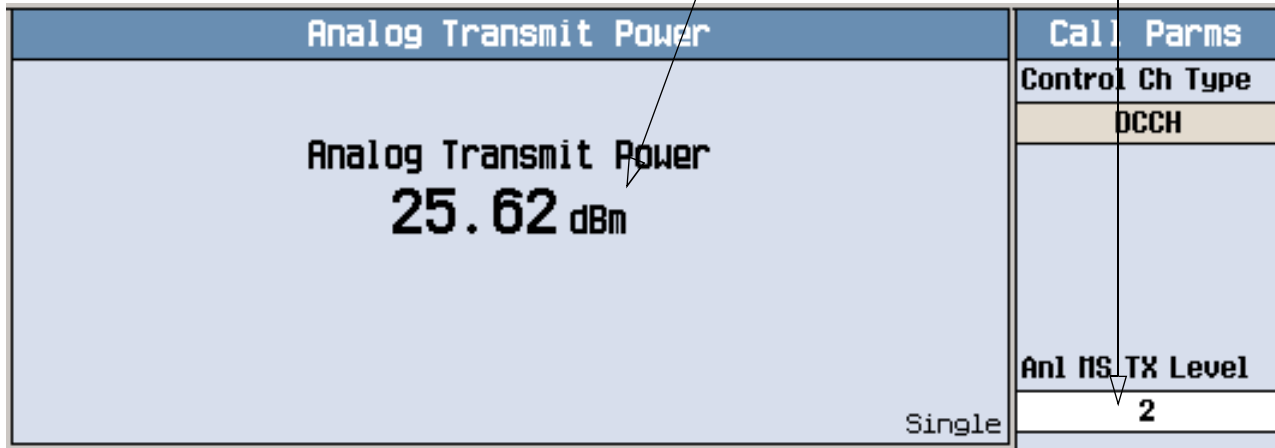 Analog Transmit Power
Call Parms
Control Ch Type
DCCH
Analog Transmit Power
25.62 dBm
Anl MS TX Level
2
Single